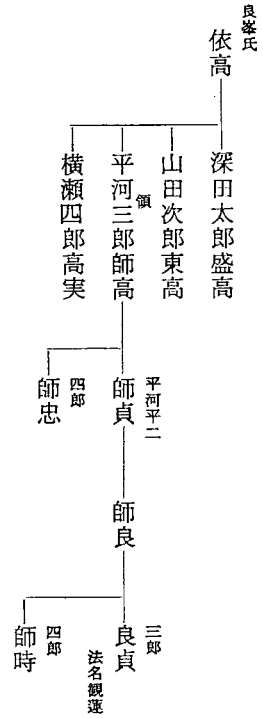 良峯氏
依高
深田太郎盛高
山田次郎東高
領
平河三郎師高
横瀬四郎高実
平河平二
師貞
四郎
師忠
師良
三郎
良貞
法名観蓮
四郎
師時